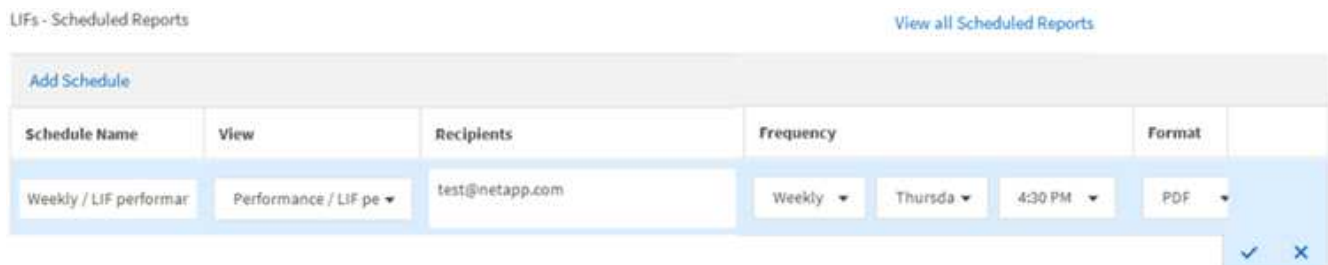 LIFs - Scheduled Reports View all Scheduled Reports
Add Schedule
Schedule Name View Recipients Frequency Format
Weekly / LIF performar Performance / LIF pe test@netapp.com Weekly Thursda 4:30 PM PDF